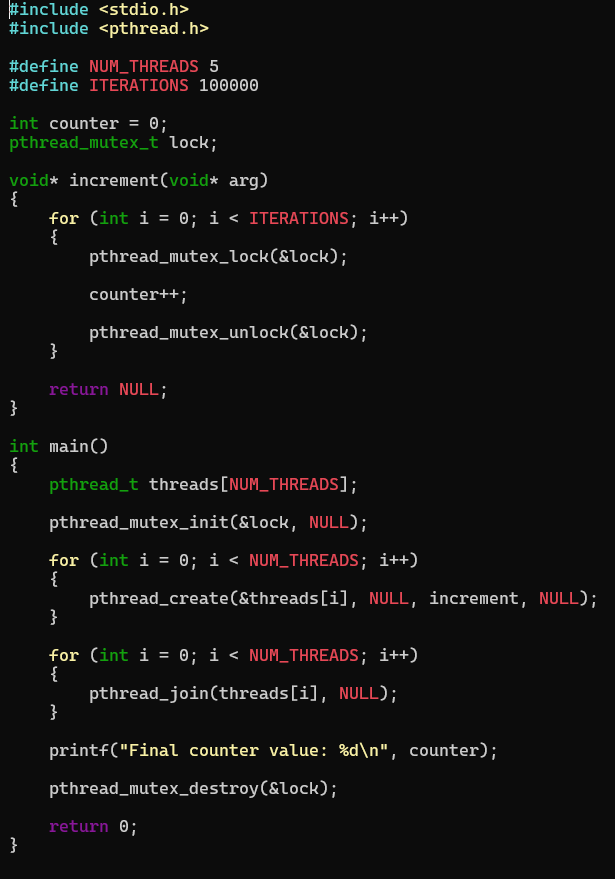 #include <stdio.h>
#include <pthread.h>

#define NUM_THREADS 5
#define ITERATIONS 100000

int counter = 0;
pthread_mutex_t lock;

void* increment(void* arg)
{
    for (int i = 0; i < ITERATIONS; i++)
    {
        pthread_mutex_lock(&lock);

        counter++;

        pthread_mutex_unlock(&lock);
    }

    return NULL;
}

int main()
{
    pthread_t threads[NUM_THREADS];

    pthread_mutex_init(&lock, NULL);

    for (int i = 0; i < NUM_THREADS; i++)
    {
        pthread_create(&threads[i], NULL, increment, NULL);
    }

    for (int i = 0; i < NUM_THREADS; i++)
    {
        pthread_join(threads[i], NULL);
    }

    printf("Final counter value: %d\n", counter);

    pthread_mutex_destroy(&lock);

    return 0;
}